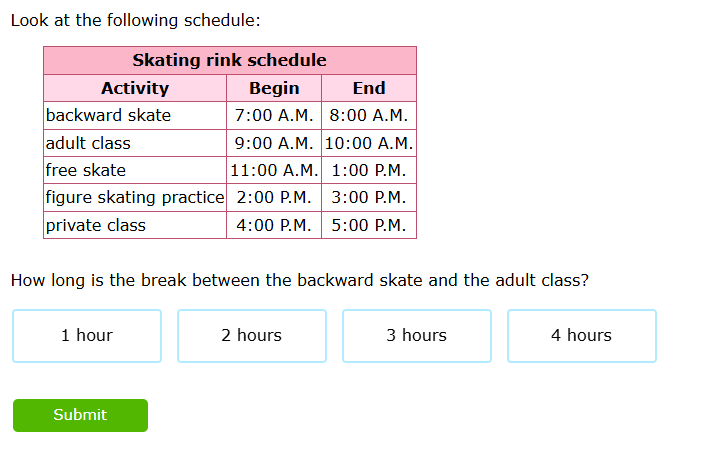 Look at the following schedule:
Skating rink schedule
Activity Begin End
backward skate 7:00 A.M. 8:00 A.M.
adult class 9:00 A.M. 10:00 A.M.
free skate 11:00 A.M. 1:00 P.M.
figure skating practice 2:00 P.M. 3:00 P.M.
private class 4:00 P.M. 5:00 P.M.
How long is the break between the backward skate and the adult class?
1 hour 2 hours 3 hours 4 hours
Submit